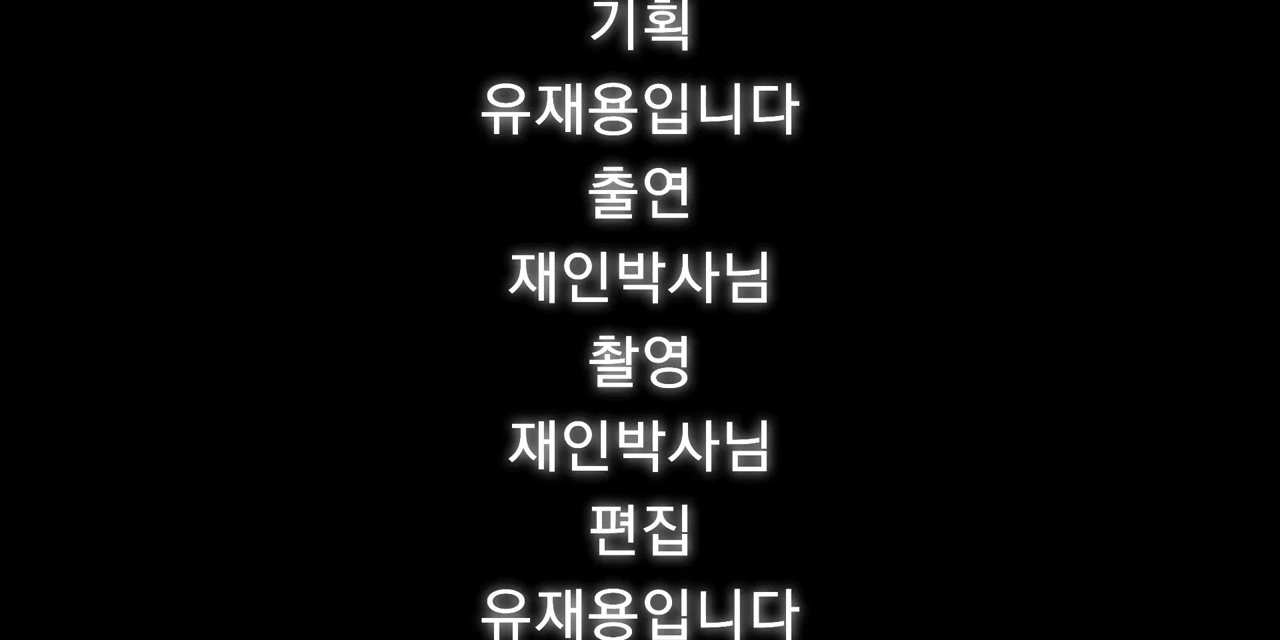 기획
유재용입니다
출연
재인박사님
촬영
재인박사님
편집
유재용입니다